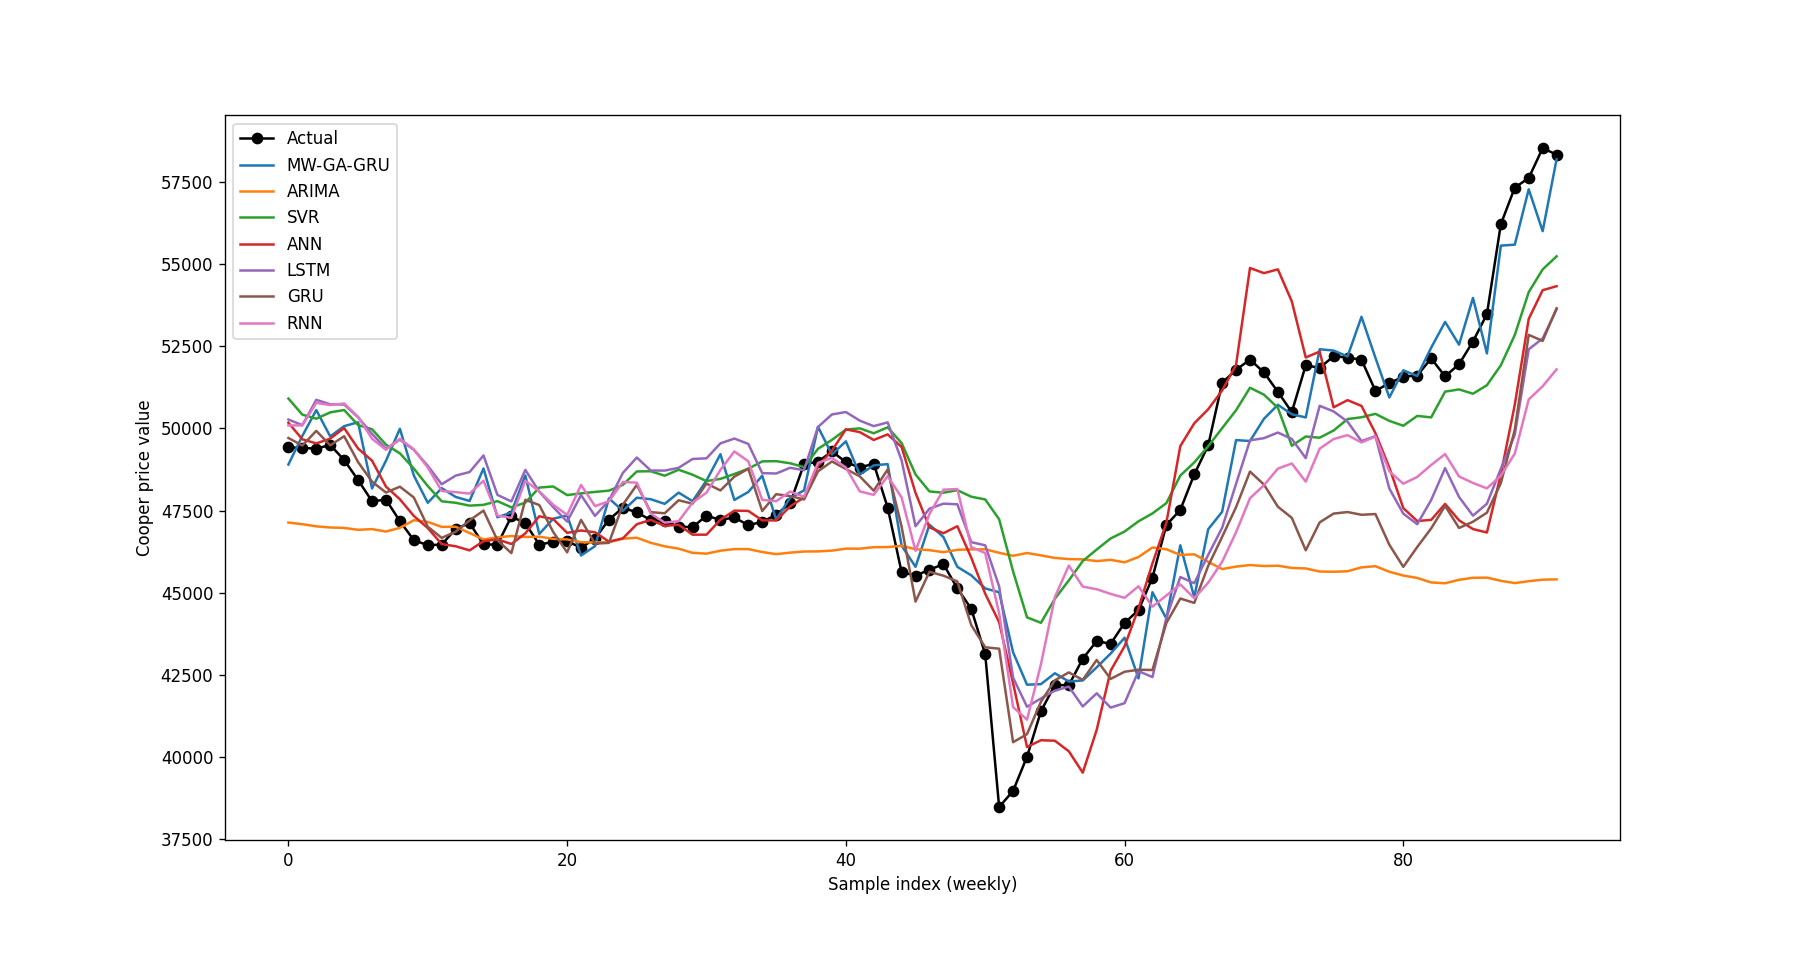 Actual
MW-GA-GRU
ARIMA
SVR
ANN
LSTM
GRU
RNN
57500
55000
52500
50000
47500
45000
42500
40000
37500
Cooper price value
0 20 40 60 80
Sample index (weekly)